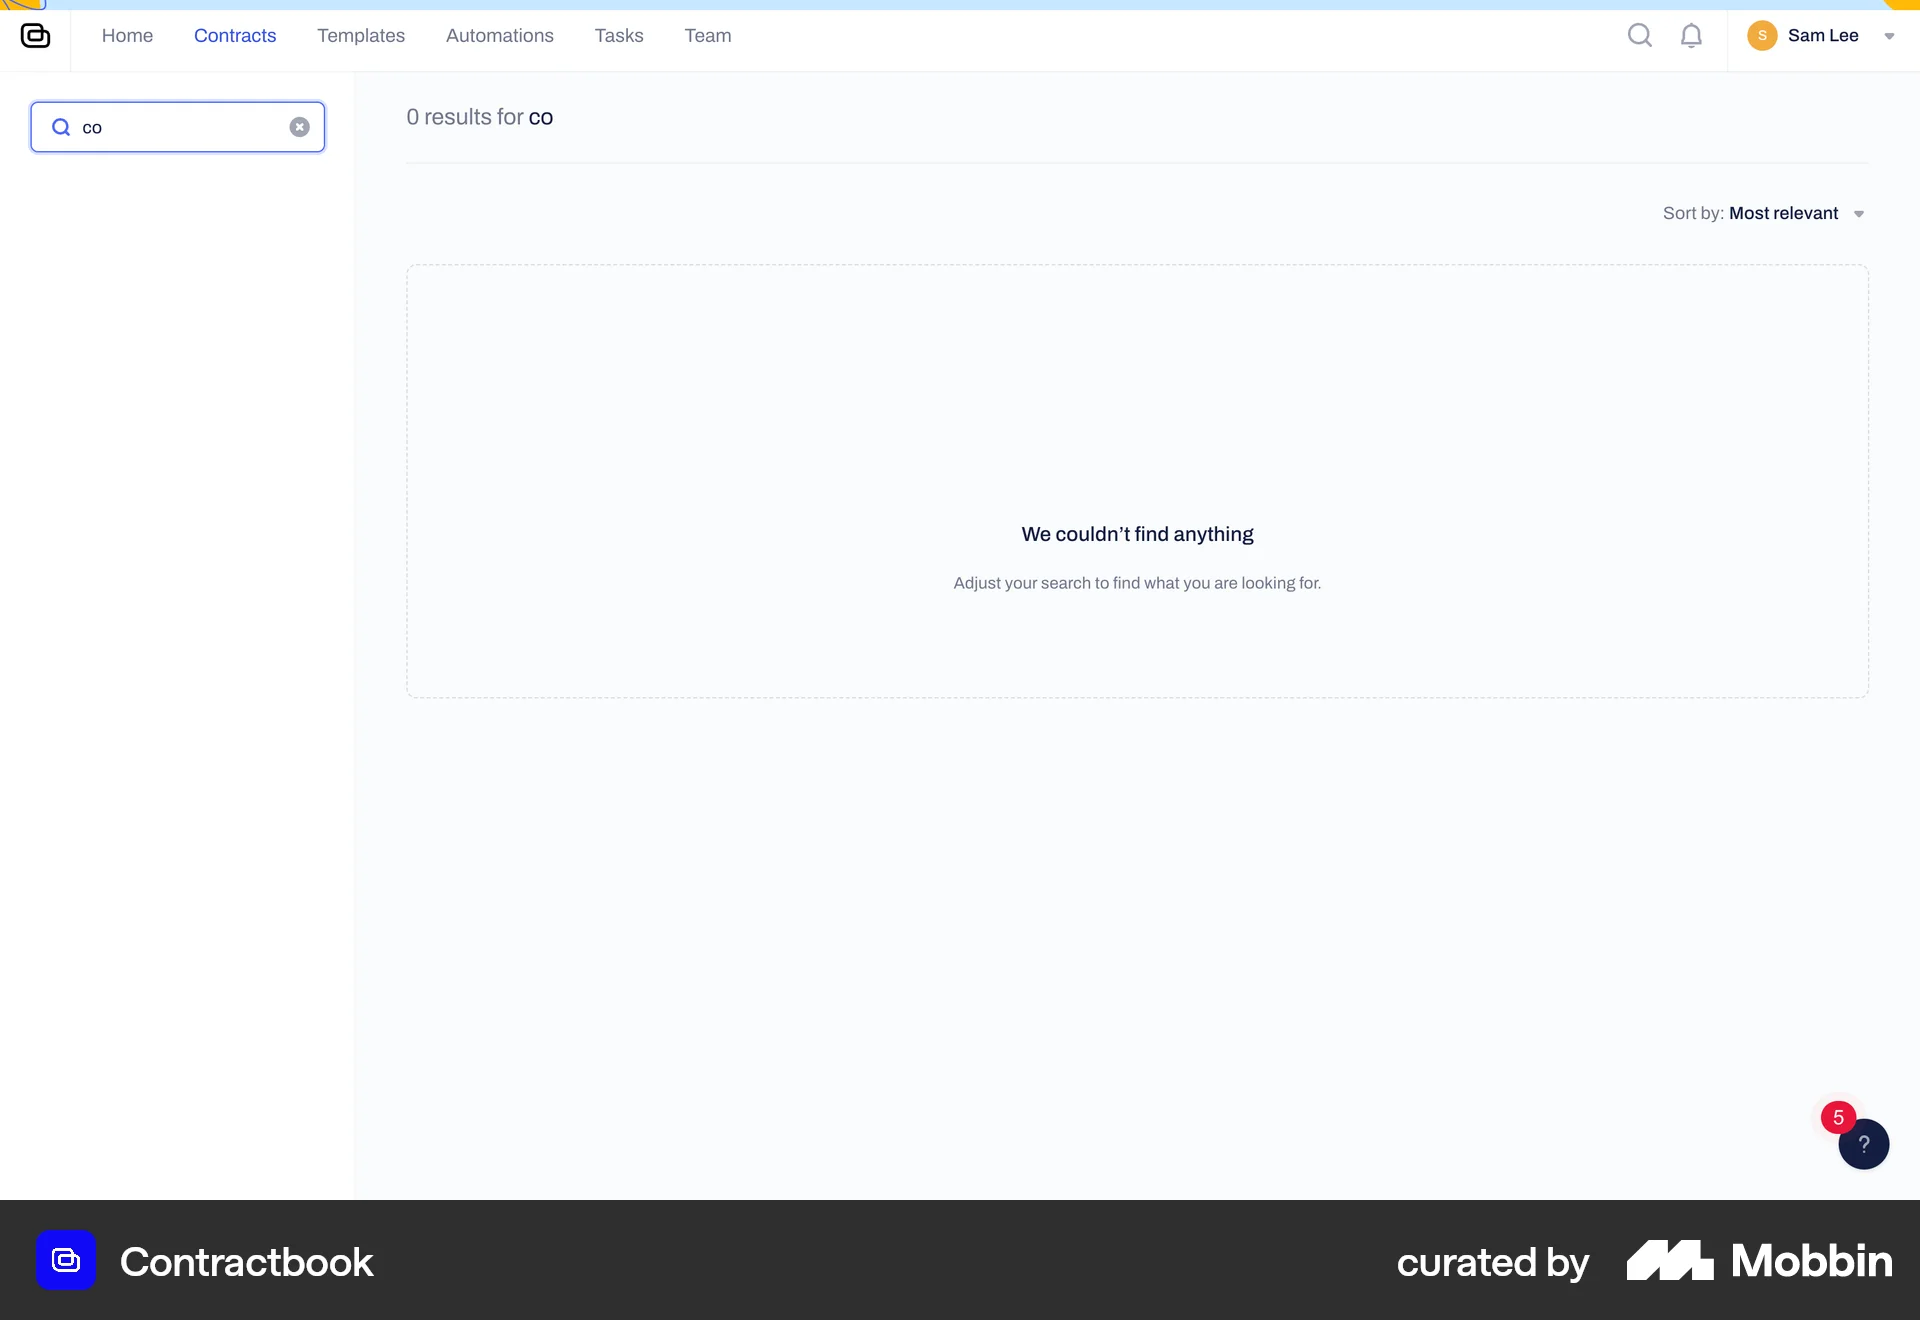 Home Contracts Templates Automations Tasks Team
S Sam Lee
co
0 results for co
Sort by: Most relevant
We couldn’t find anything
Adjust your search to find what you are looking for.
5
?
Contractbook
curated by Mobbin